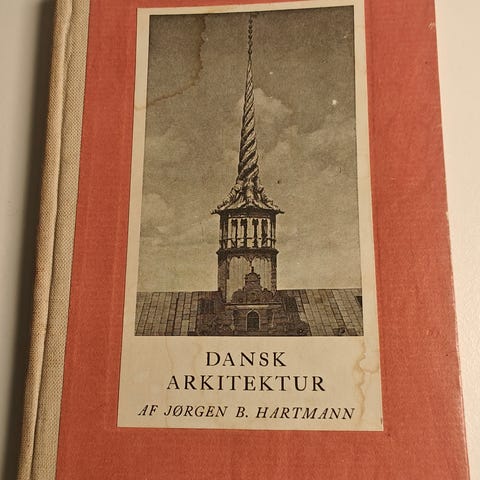 DANSK
ARKITEKTUR
AF JØRGEN B. HARTMANN